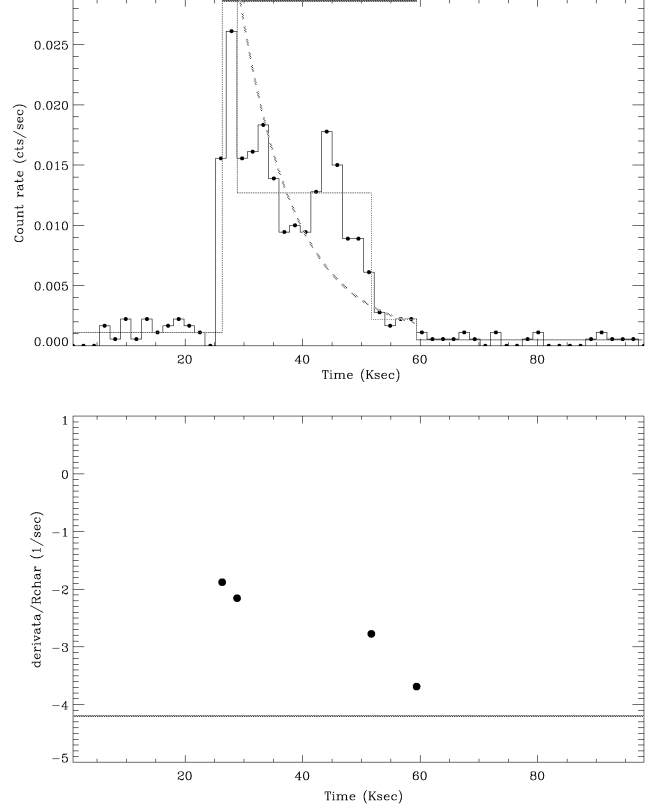 0.025
0.020
0.015
0.010
0.005
0.000
Count rate (cts/sec)
20 40 60 80
Time (Ksec)
1
0
−1
−2
−3
−4
−5
derivata/Rchar (1/sec)
20 40 60 80
Time (Ksec)